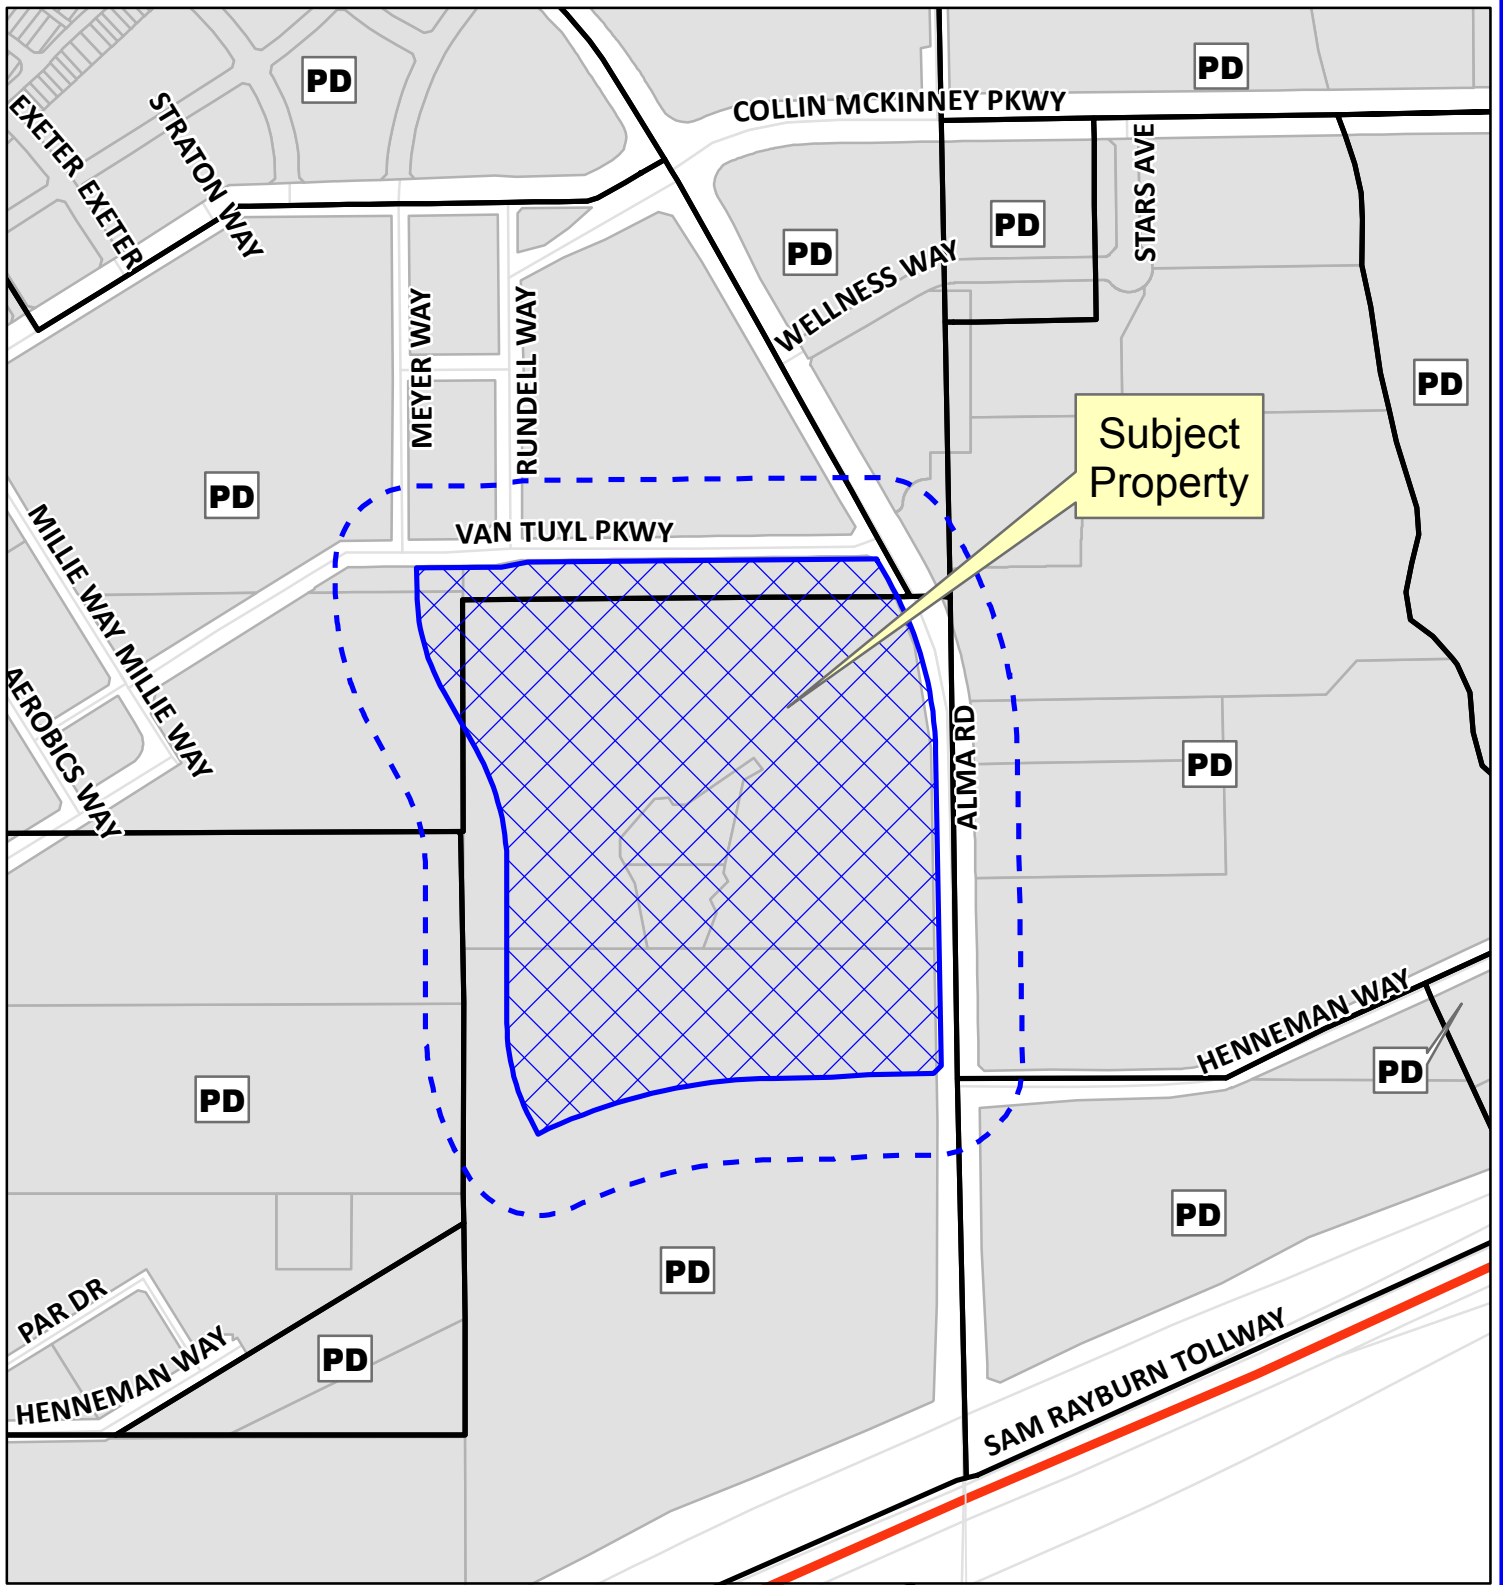 PD
PD
COLLIN MCKINNEY PKWY
EXETER EXETER
STRATON WAY
STARS AVE
PD
PD
WELLNESS WAY
MEYER WAY
RUNDELL WAY
PD
Subject
Property
PD
VAN TUYL PKWY
MILLIE WAY MILLIE WAY
AEROBICS WAY
ALMA RD
PD
HENNEMAN WAY
PD
PD
PD
PD
PAR DR
HENNEMAN WAY
PD
SAM RAYBURN TOLLWAY